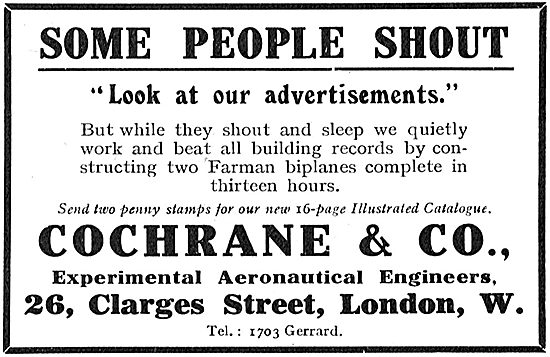 SOME PEOPLE SHOUT
"Look at our advertisements."
But while they shout and sleep we quietly
work and beat all building records by con-
structing two Farman biplanes complete in
thirteen hours.
Send two penny stamps for our new 16-page Illustrated Catalogue.
COCHRANE & CO.,
Experimental Aeronautical Engineers,
26, Clarges Street, London, W.
Tel.: 1703 Gerrard.